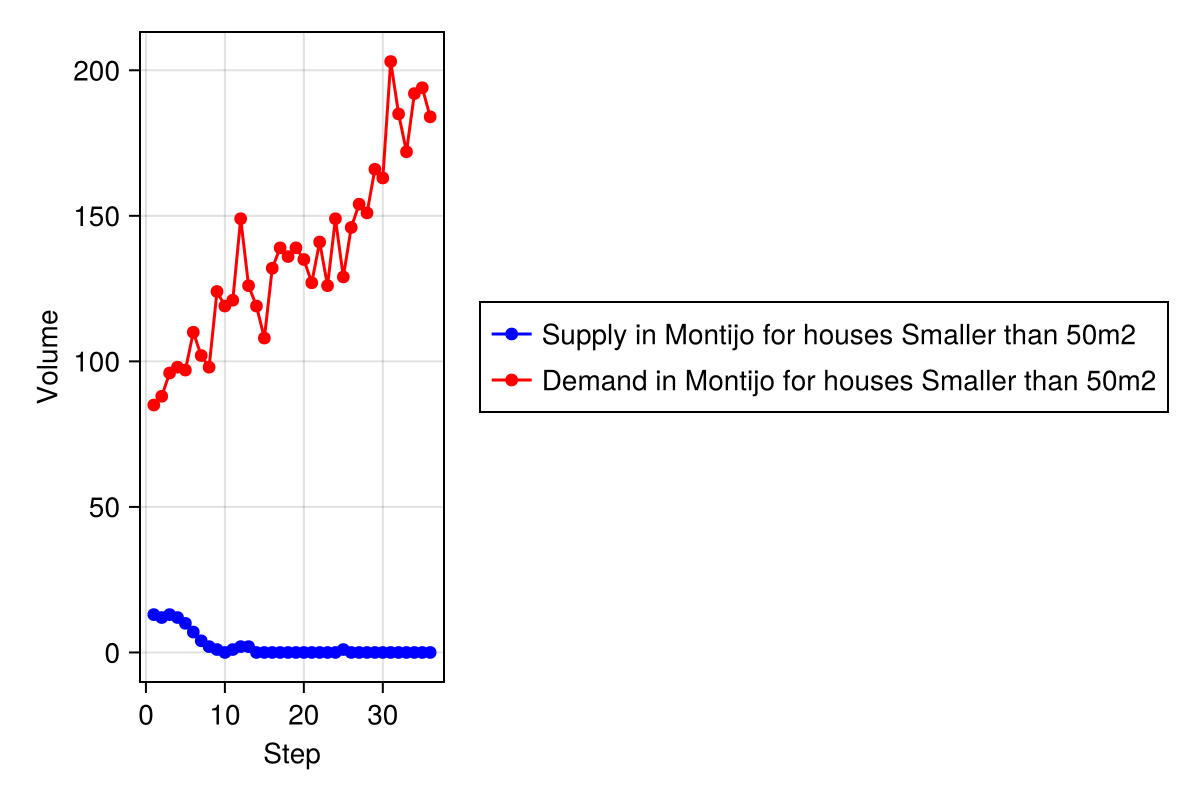 200
150
100
50
0
Volume
0 10 20 30
Step
Supply in Montijo for houses Smaller than 50m2
Demand in Montijo for houses Smaller than 50m2